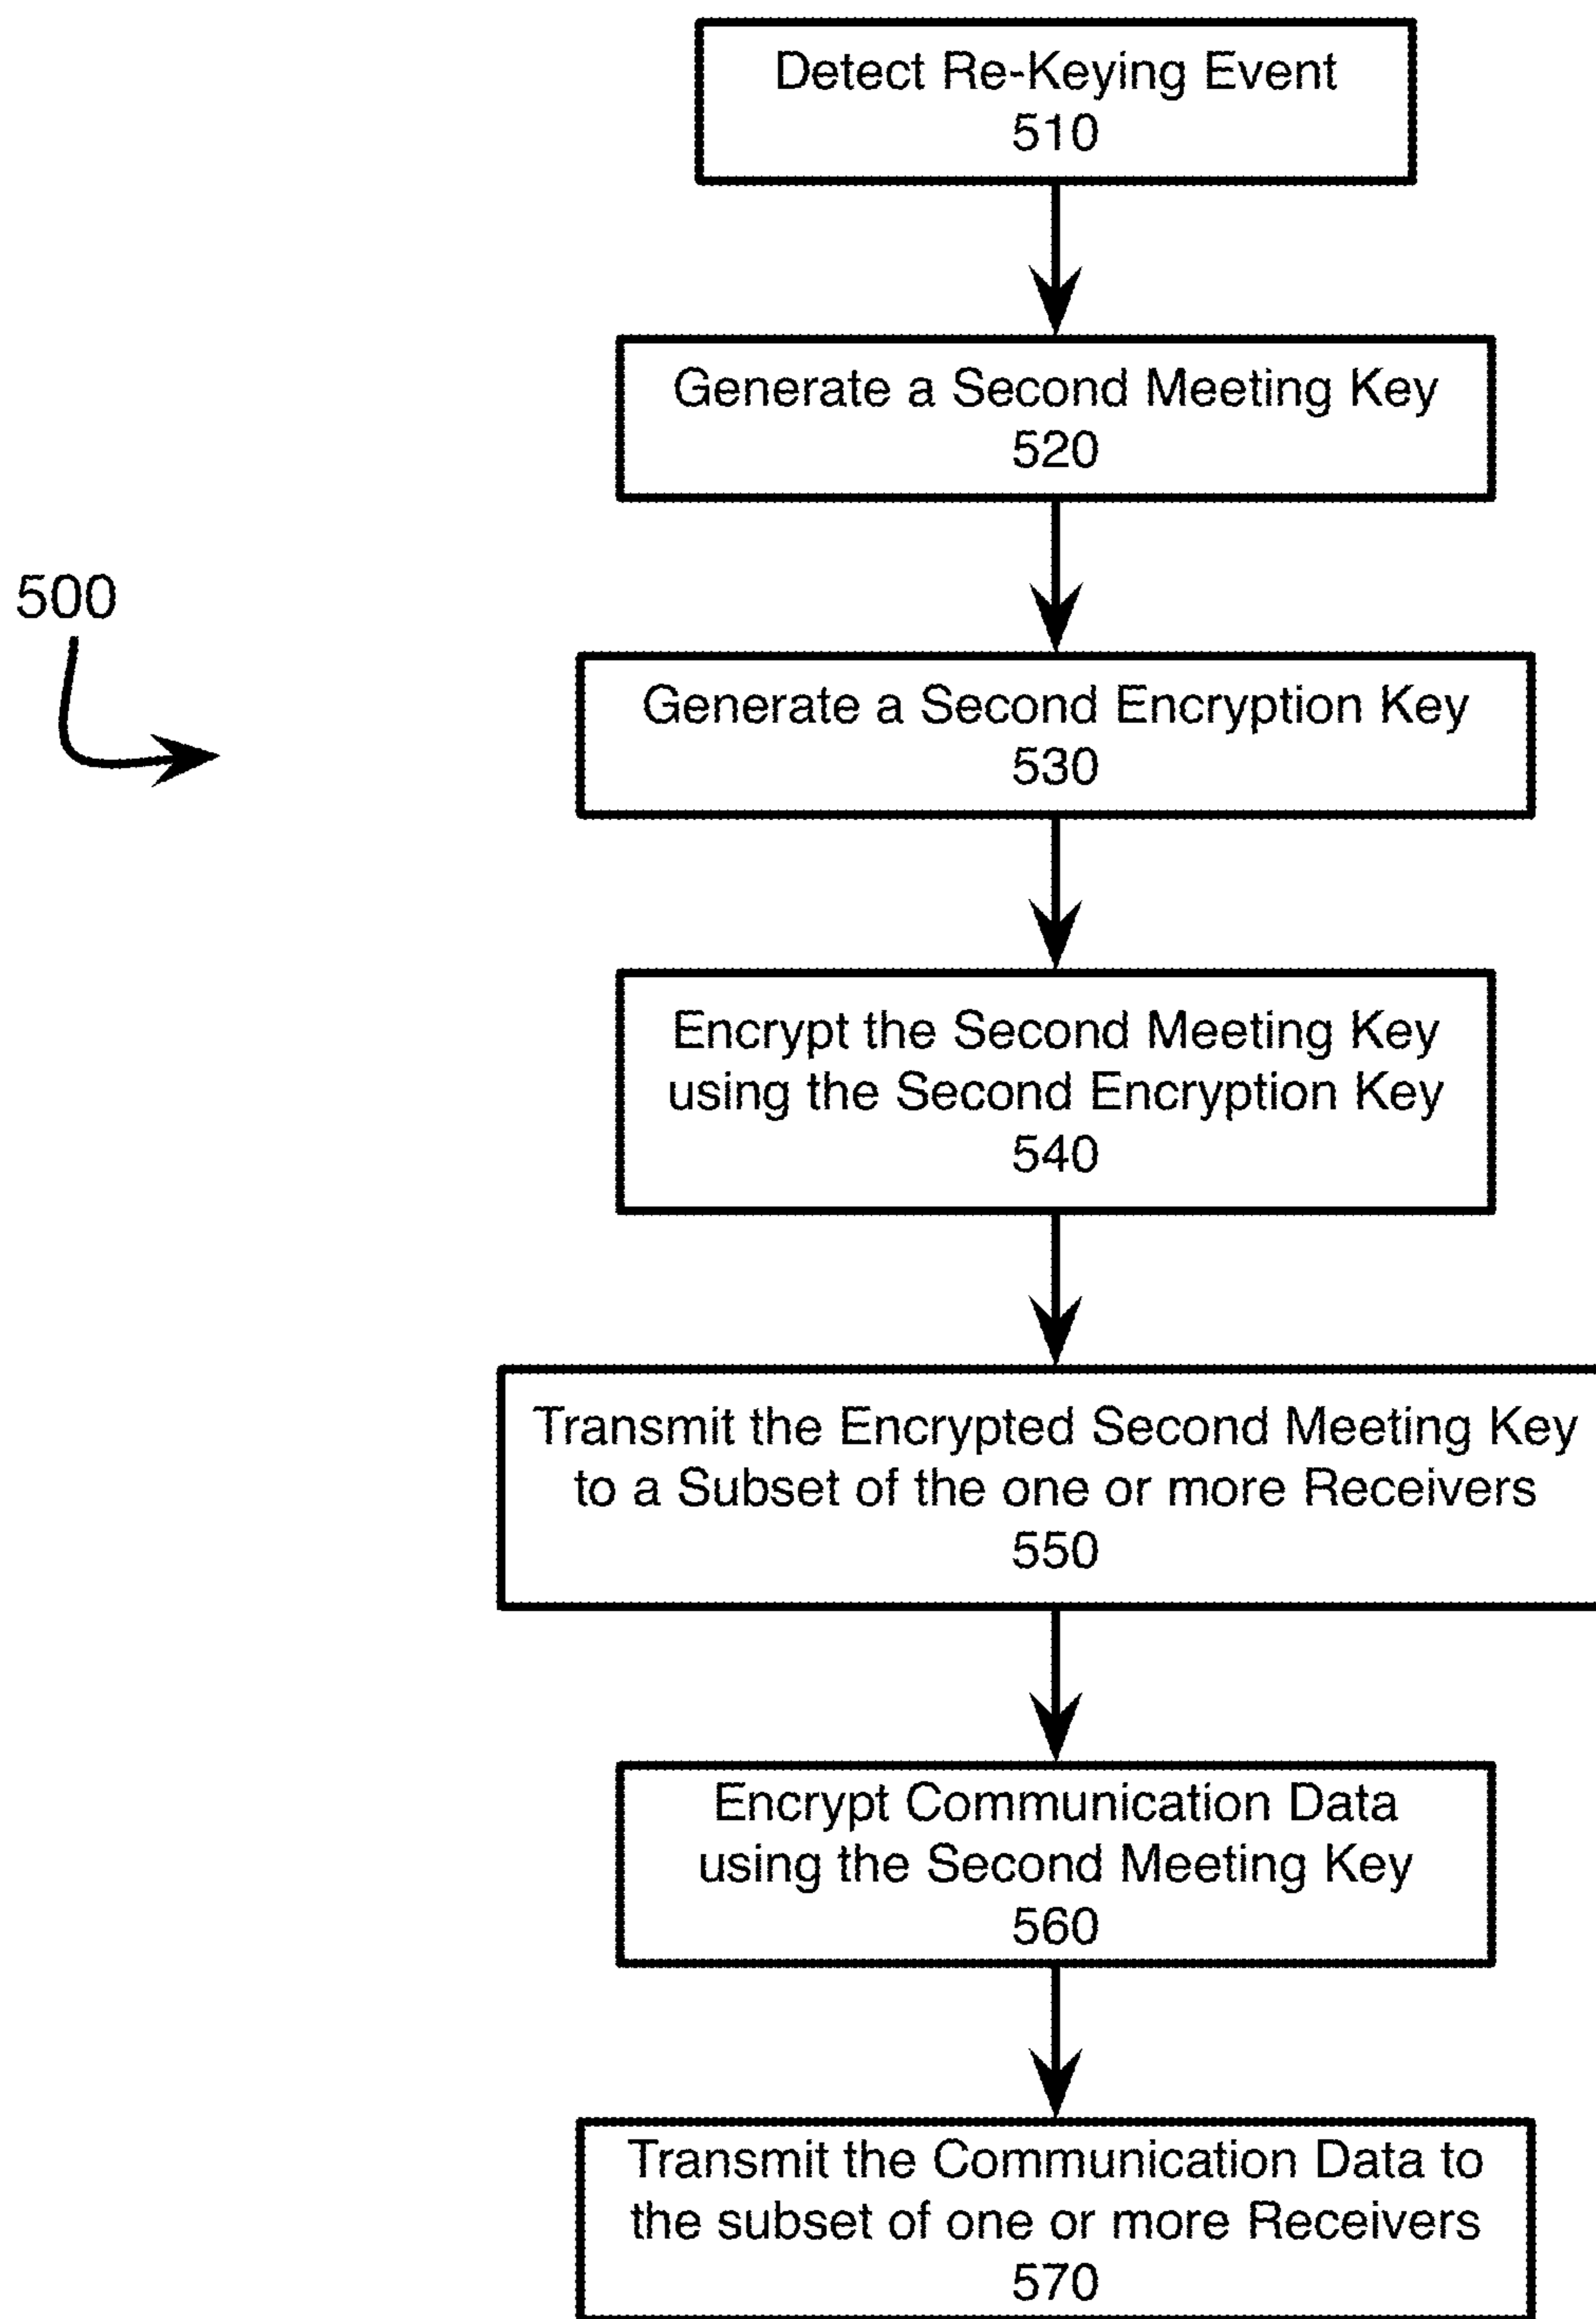 Detect Re-Keying Event
510
Generate a Second Meeting Key
520
500
Generate a Second Encryption Key
530
Encrypt the Second Meeting Key
using the Second Encryption Key
540
Transmit the Encrypted Second Meeting Key
to a Subset of the one or more Receivers
550
Encrypt Communication Data
using the Second Meeting Key
560
Transmit the Communication Data to
the subset of one or more Receivers
570